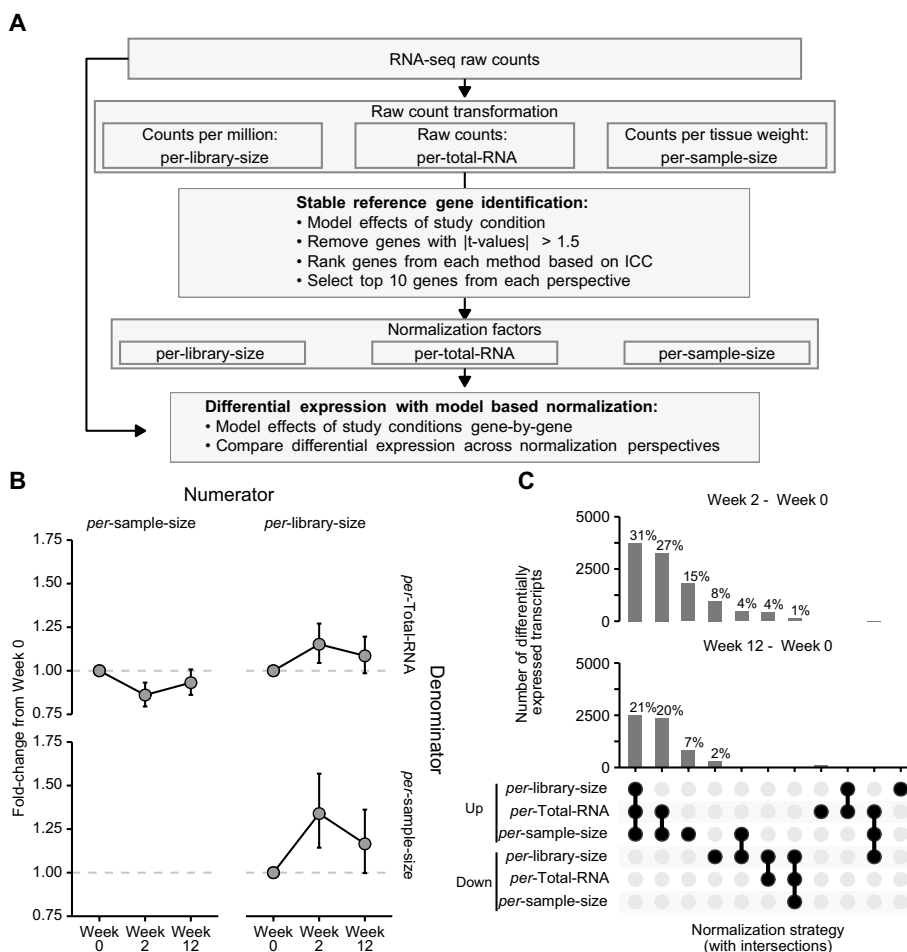 A
RNA-seq raw counts
Raw count transformation
Counts per million:
per-library-size
Raw counts:
per-total-RNA
Counts per tissue weight:
per-sample-size
Stable reference gene identification:
• Model effects of study condition
• Remove genes with |t-values| > 1.5
• Rank genes from each method based on ICC
• Select top 10 genes from each perspective
Normalization factors
per-library-size
per-total-RNA
per-sample-size
Differential expression with model based normalization:
• Model effects of study conditions gene-by-gene
• Compare differential expression across normalization perspectives
B
Numerator
per-sample-size
per-library-size
1.75
1.50
1.25
1.00
0.75
1.75
1.50
1.25
1.00
0.75
Fold-change from Week 0
per-Total-RNA
per-sample-size
Denominator
Week 0
Week 2
Week 12
Week 0
Week 2
Week 12
C
Week 2 - Week 0
5000
2500
0
31%
27%
15%
8%
4%
4%
1%
Week 12 - Week 0
5000
2500
0
21%
20%
7%
2%
Number of differentially
expressed transcripts
Up
per-library-size
per-Total-RNA
per-sample-size
Down
per-library-size
per-Total-RNA
per-sample-size
Normalization strategy
(with intersections)